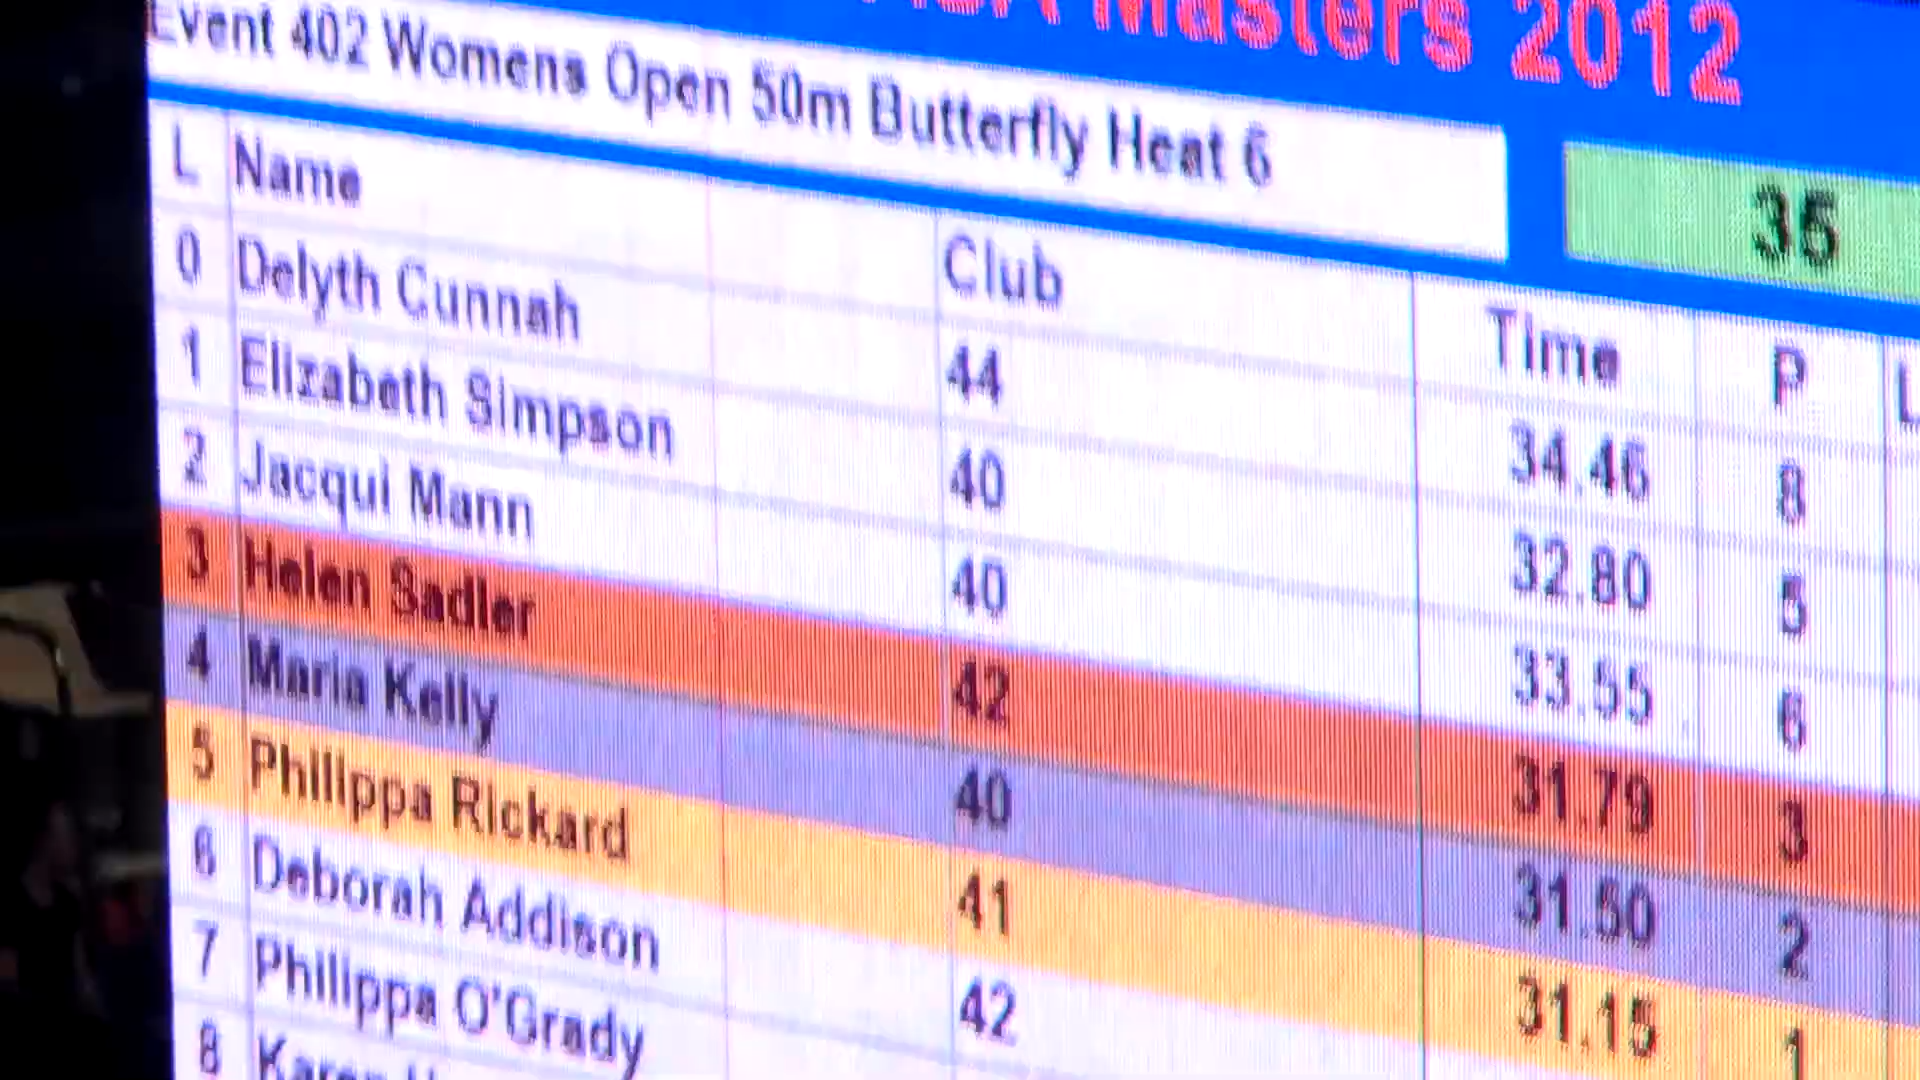 Masters 2012
Event 402 Womens Open 50m Butterfly Heat 6
35
L Name Club Time P L
0 Delyth Cunnah 44 34.46 8
1 Elizabeth Simpson 40 32.80 5
2 Jacqui Mann 40 33.55 6
3 Helen Sadler 42 31.79 3
4 Maria Kelly 40 31.50 2
5 Philippa Rickard 41 31.15 1
6 Deborah Addison 42
7 Philippa O'Grady
8 Karen